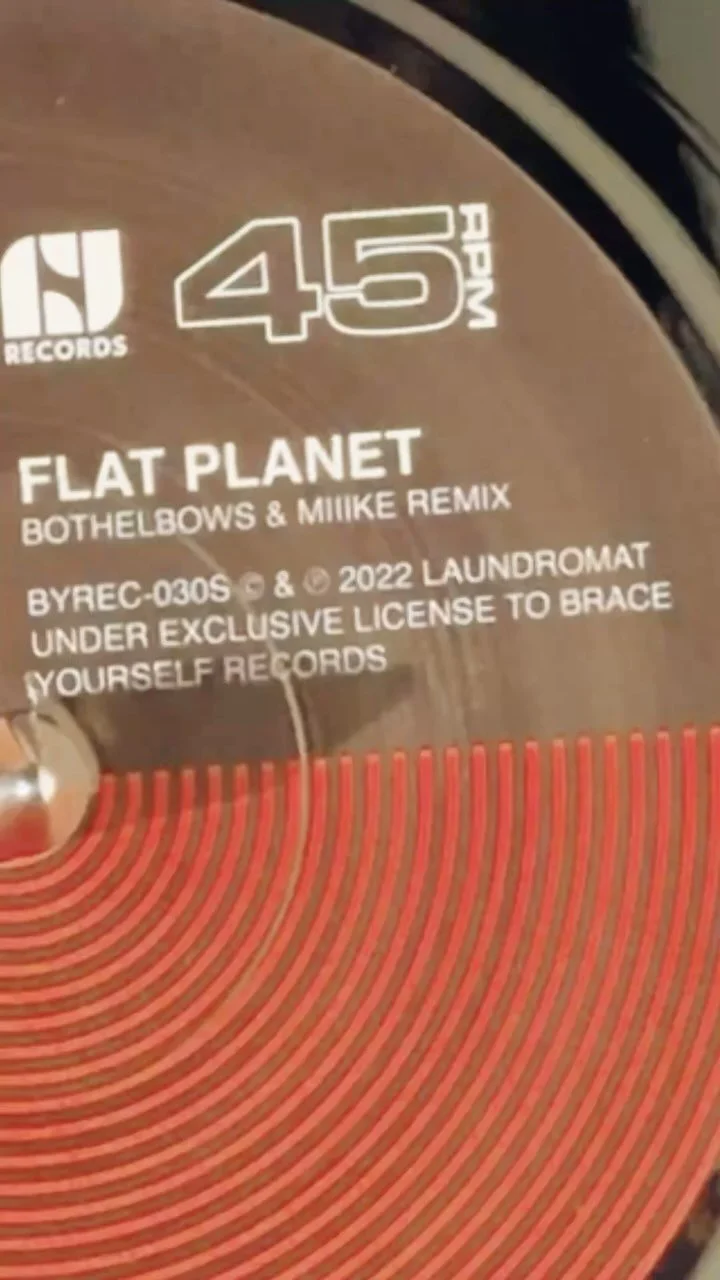 RECORDS
45 RPM
FLAT PLANET
BOTHELBOWS & MIIIKE REMIX
BYREC-030S © & ℗ 2022 LAUNDROMAT
UNDER EXCLUSIVE LICENSE TO BRACE
YOURSELF RECORDS